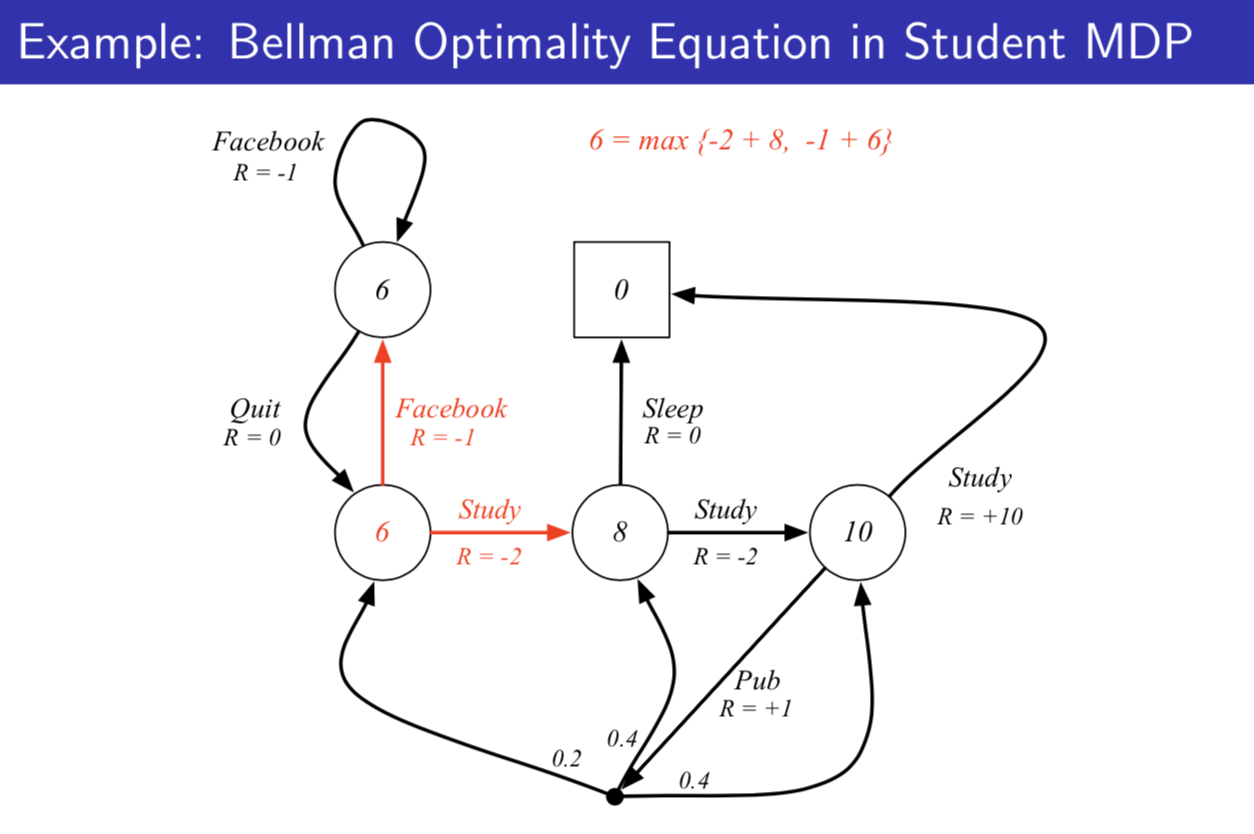 Example: Bellman Optimality Equation in Student MDP
Facebook
R = -1
6 = max {-2 + 8, -1 + 6}
6
0
Quit
R = 0
Facebook
R = -1
Sleep
R = 0
6
Study
R = -2
8
Study
R = -2
10
Study
R = +10
Pub
R = +1
0.2
0.4
0.4